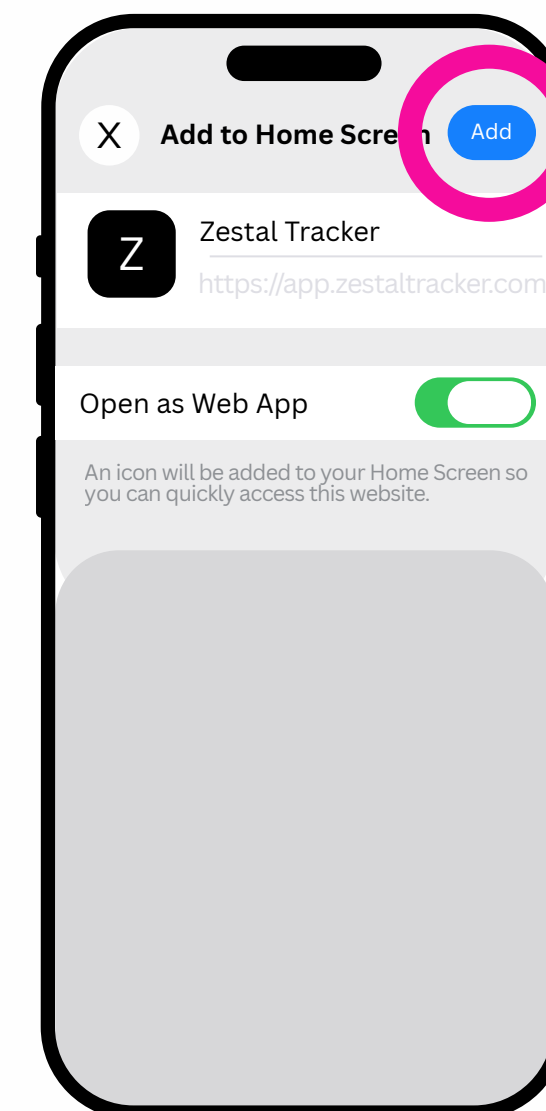 X Add to Home Screen Add
Z
Zestal Tracker
https://app.zestaltracker.com
Open as Web App
An icon will be added to your Home Screen so
you can quickly access this website.